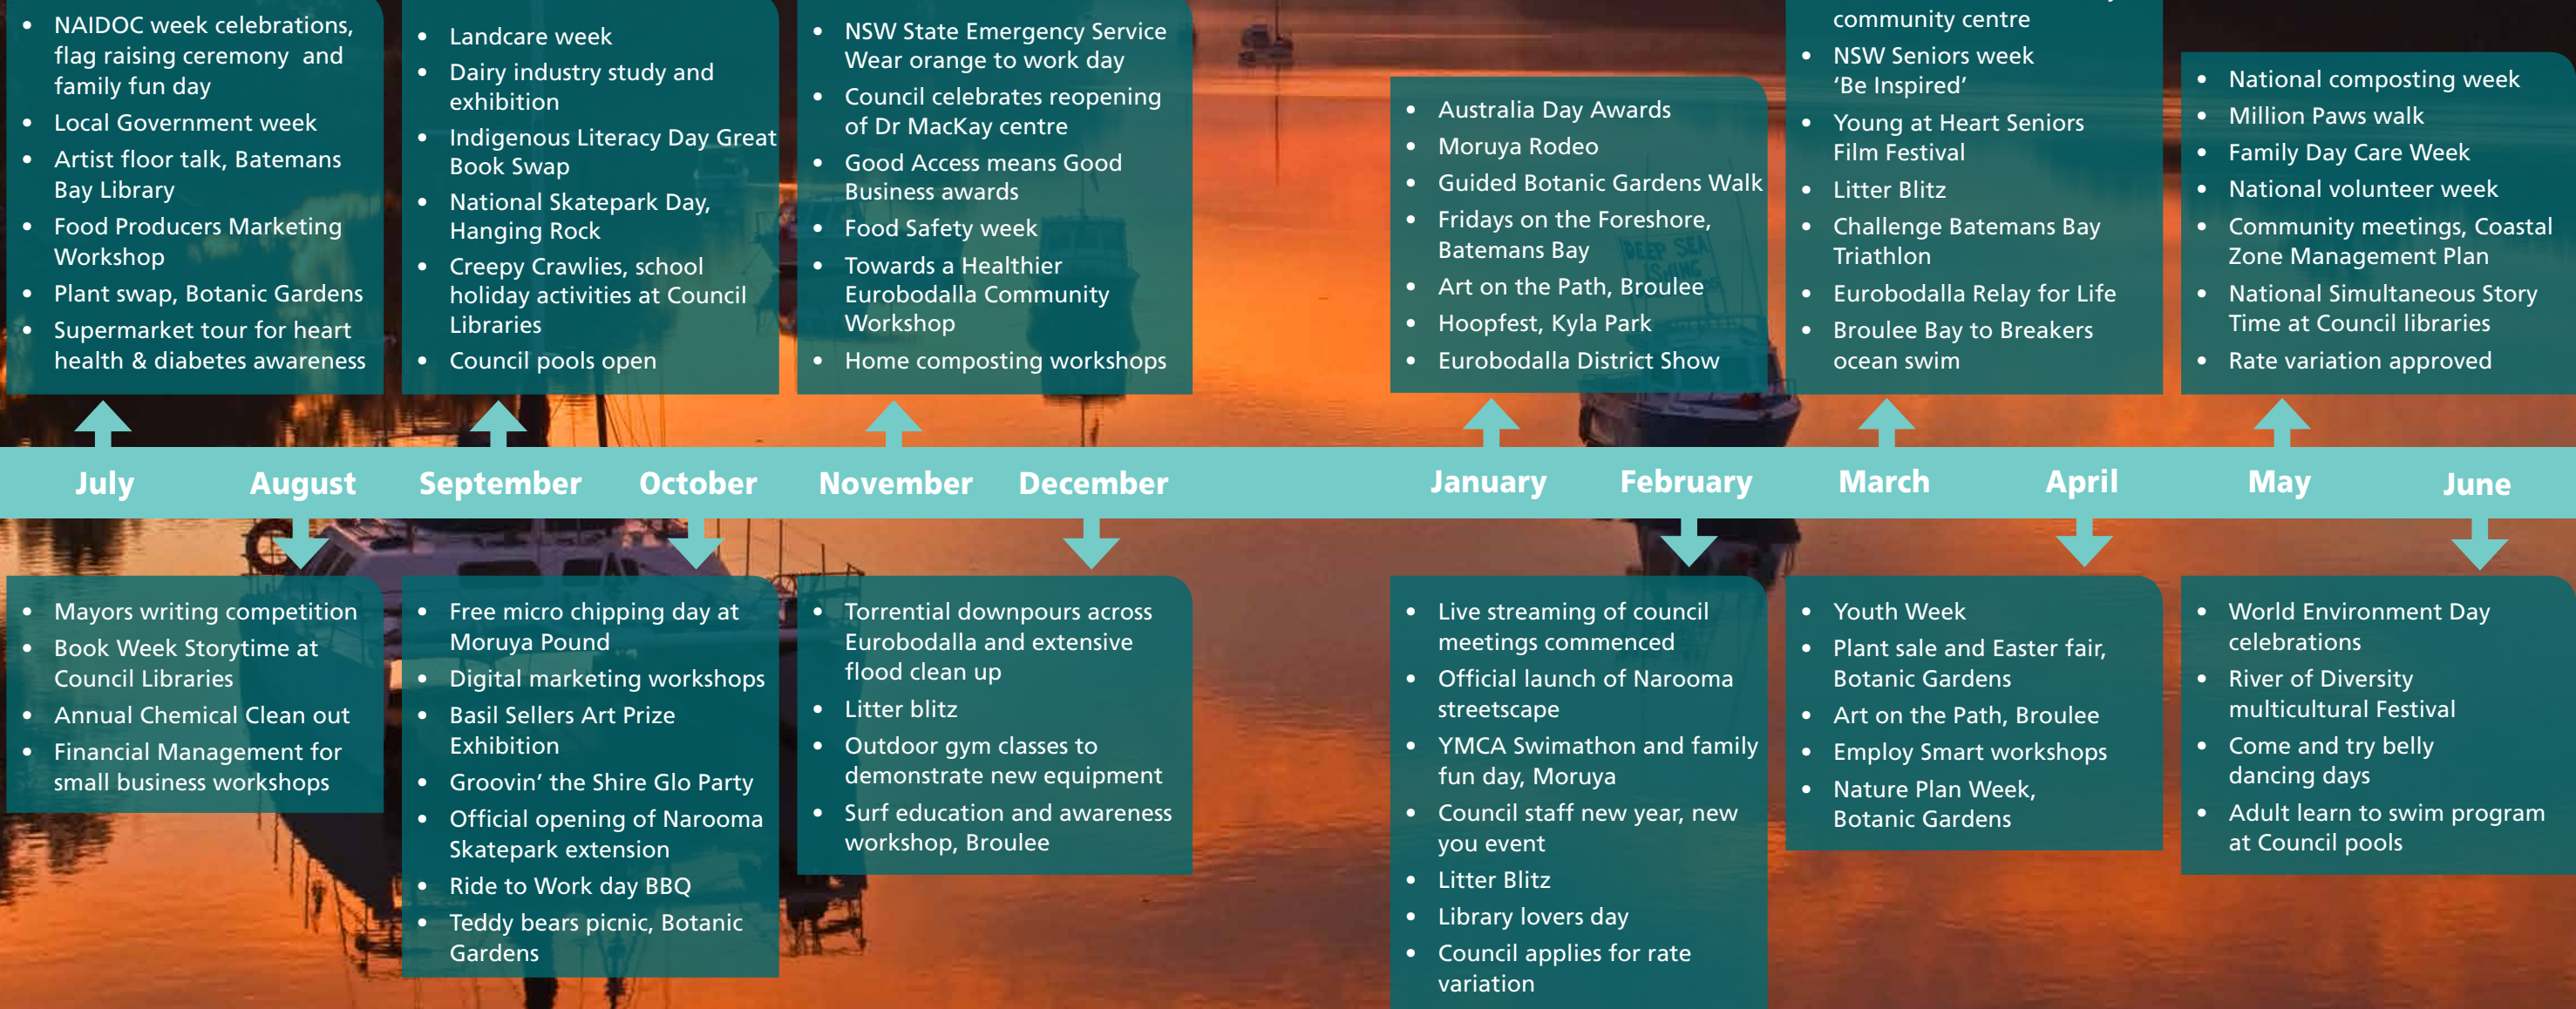 • NAIDOC week celebrations,
flag raising ceremony  and
family fun day
• Local Government week
• Artist floor talk, Batemans
Bay Library
• Food Producers Marketing
Workshop
• Plant swap, Botanic Gardens
• Supermarket tour for heart
health & diabetes awareness
• Landcare week
• Dairy industry study and
exhibition
• Indigenous Literacy Day Great
Book Swap
• National Skatepark Day,
Hanging Rock
• Creepy Crawlies, school
holiday activities at Council
Libraries
• Council pools open
• NSW State Emergency Service
Wear orange to work day
• Council celebrates reopening
of Dr MacKay centre
• Good Access means Good
Business awards
• Food Safety week
• Towards a Healthier
Eurobodalla Community
Workshop
• Home composting workshops
• Australia Day Awards
• Moruya Rodeo
• Guided Botanic Gardens Walk
• Fridays on the Foreshore,
Batemans Bay
• Art on the Path, Broulee
• Hoopfest, Kyla Park
• Eurobodalla District Show
community centre
• NSW Seniors week
‘Be Inspired’
• Young at Heart Seniors
Film Festival
• Litter Blitz
• Challenge Batemans Bay
Triathlon
• Eurobodalla Relay for Life
• Broulee Bay to Breakers
ocean swim
• National composting week
• Million Paws walk
• Family Day Care Week
• National volunteer week
• Community meetings, Coastal
Zone Management Plan
• National Simultaneous Story
Time at Council libraries
• Rate variation approved
DEEP SEA
July August September October November December January February March April May June
• Mayors writing competition
• Book Week Storytime at
Council Libraries
• Annual Chemical Clean out
• Financial Management for
small business workshops
• Free micro chipping day at
Moruya Pound
• Digital marketing workshops
• Basil Sellers Art Prize
Exhibition
• Groovin’ the Shire Glo Party
• Official opening of Narooma
Skatepark extension
• Ride to Work day BBQ
• Teddy bears picnic, Botanic
Gardens
• Torrential downpours across
Eurobodalla and extensive
flood clean up
• Litter blitz
• Outdoor gym classes to
demonstrate new equipment
• Surf education and awareness
workshop, Broulee
• Live streaming of council
meetings commenced
• Official launch of Narooma
streetscape
• YMCA Swimathon and family
fun day, Moruya
• Council staff new year, new
you event
• Litter Blitz
• Library lovers day
• Council applies for rate
variation
• Youth Week
• Plant sale and Easter fair,
Botanic Gardens
• Art on the Path, Broulee
• Employ Smart workshops
• Nature Plan Week,
Botanic Gardens
• World Environment Day
celebrations
• River of Diversity
multicultural Festival
• Come and try belly
dancing days
• Adult learn to swim program
at Council pools